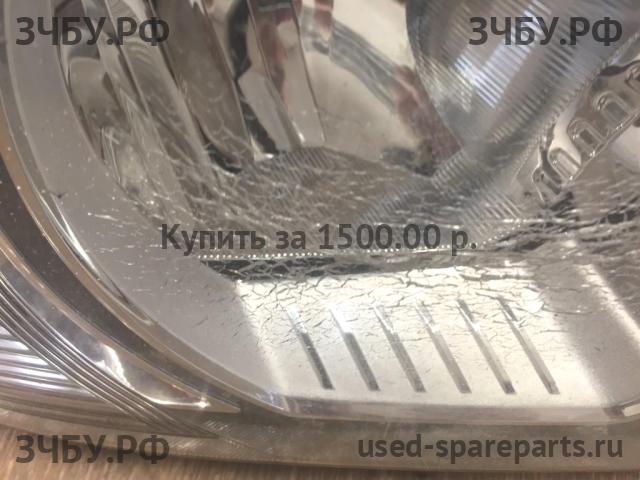 ЗЧБУ.РФ ЗЧБУ.РФ
Купить за 1500.00 р.
ЗЧБУ.РФ used-spareparts.ru